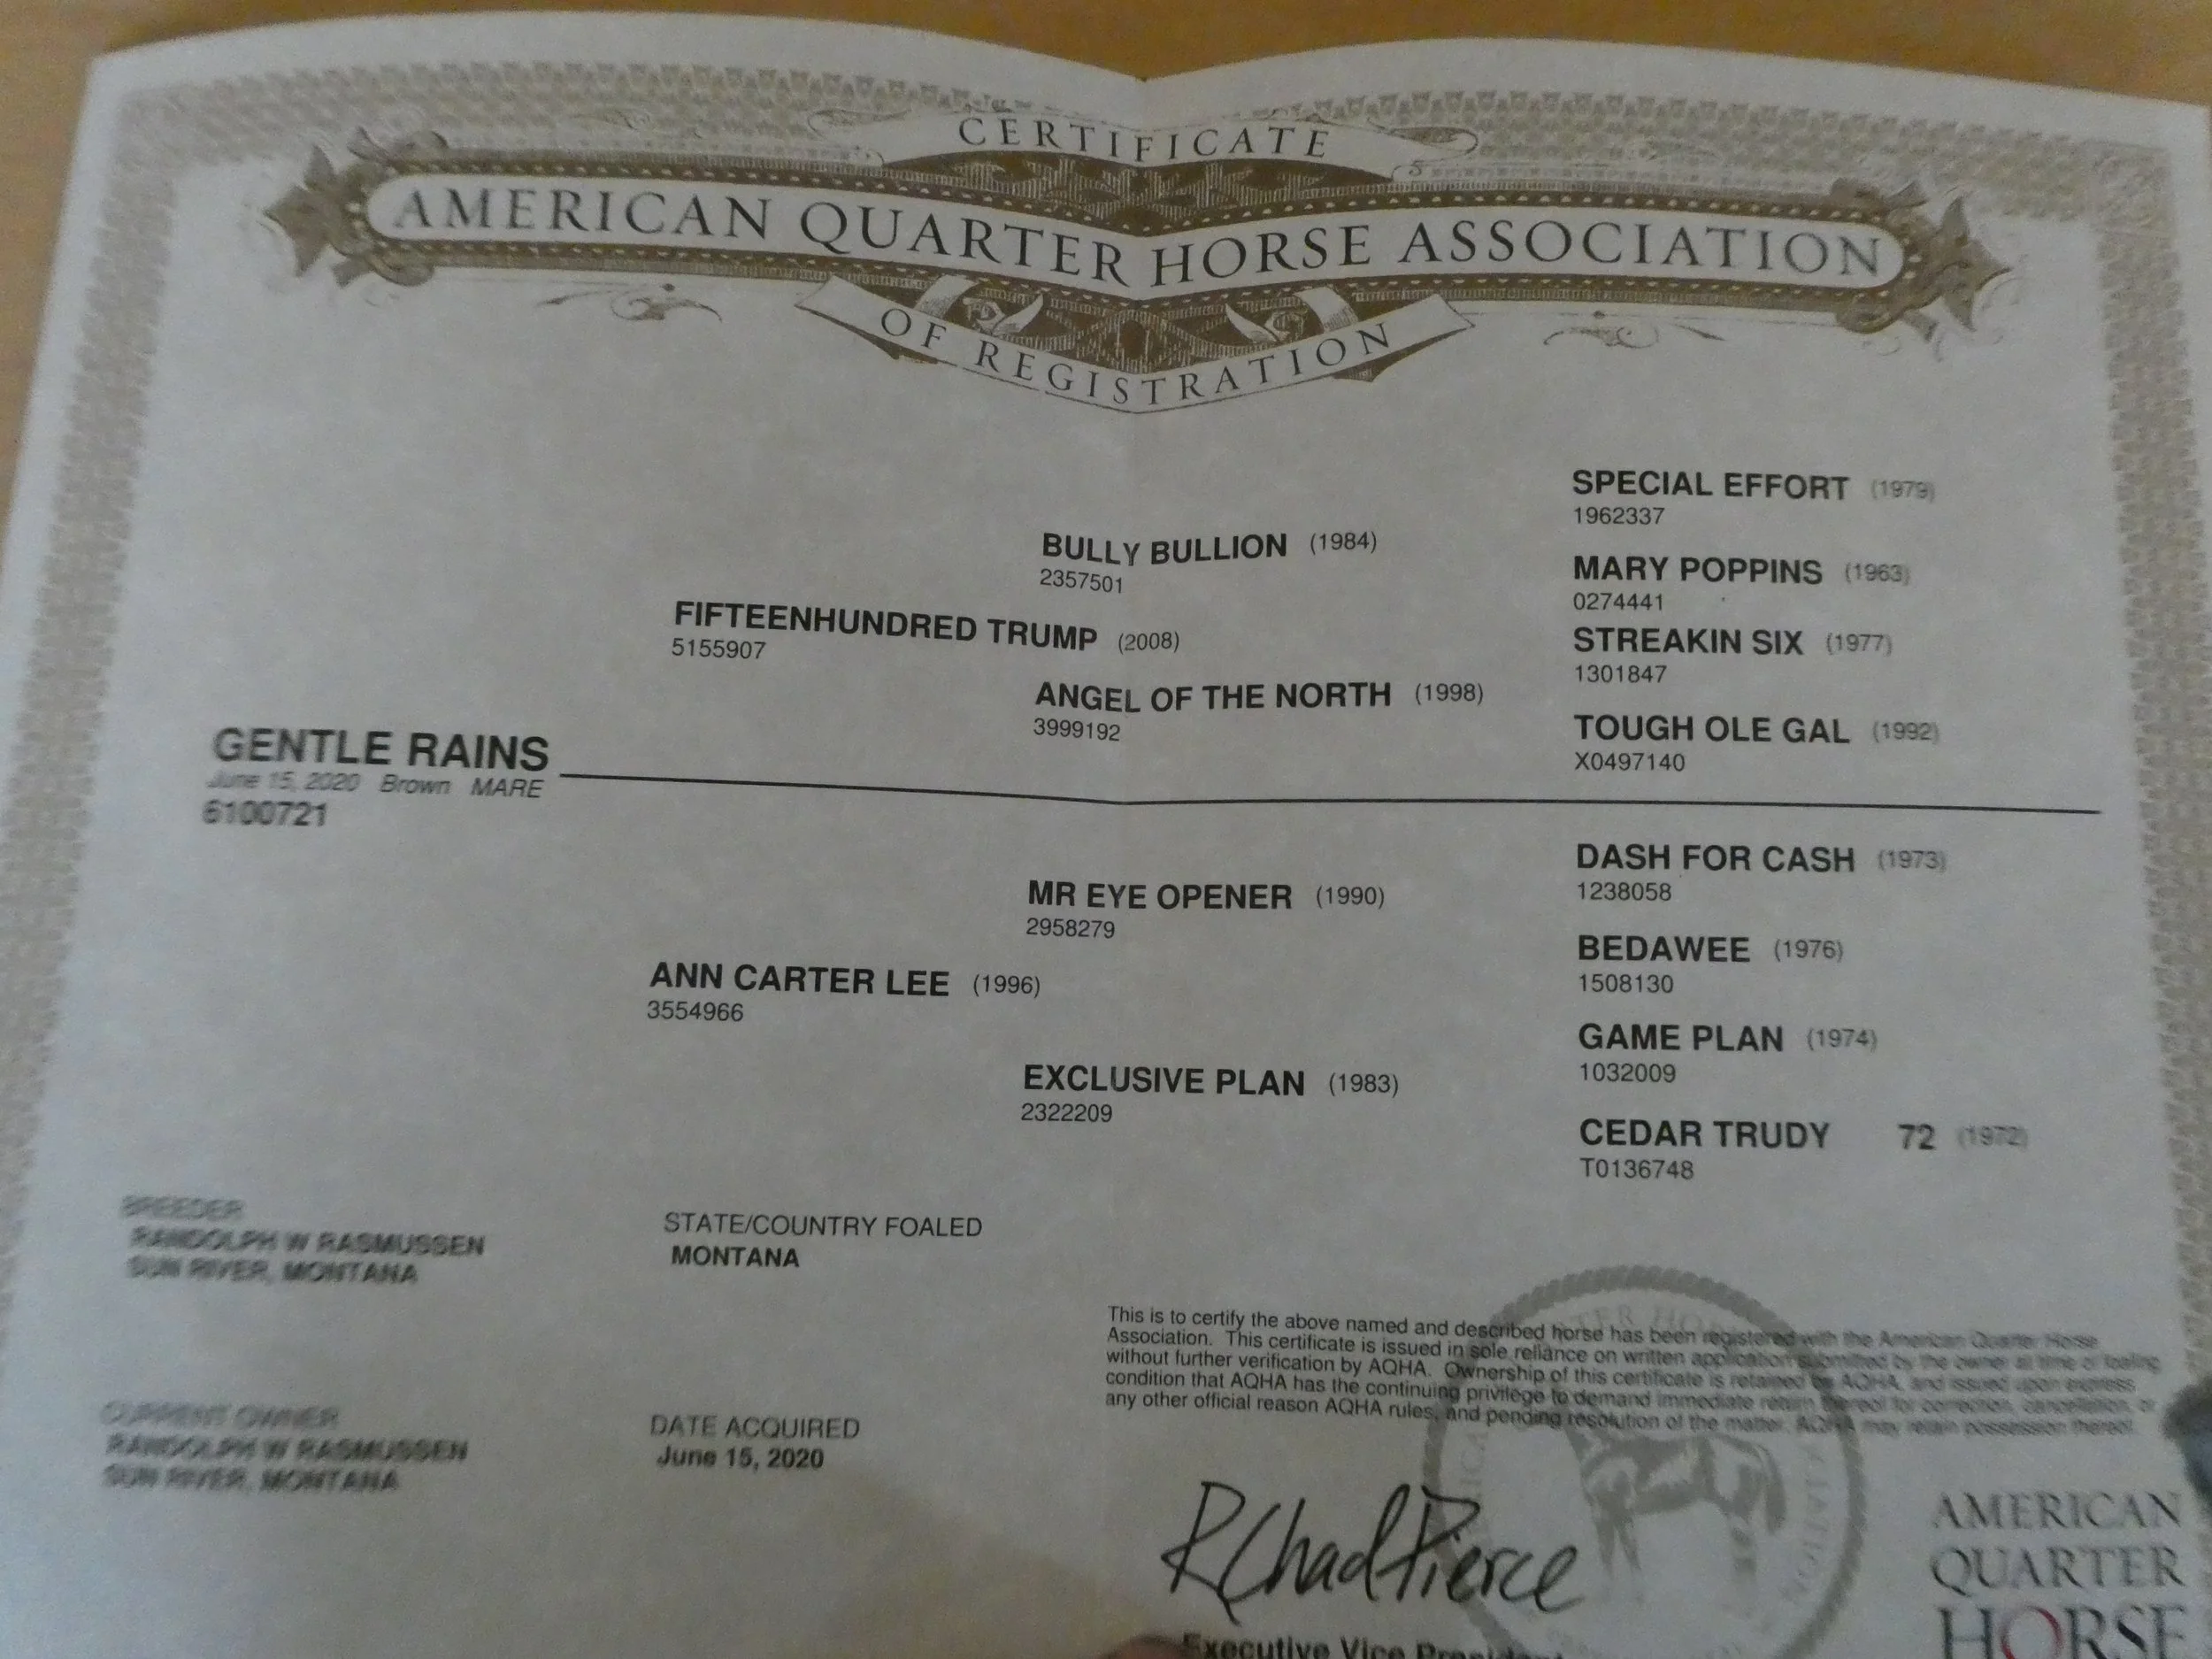 CERTIFICATE
AMERICAN QUARTER HORSE ASSOCIATION
OF REGISTRATION
SPECIAL EFFORT (1979)
1962337
BULLY BULLION (1984)
2357501
MARY POPPINS (1963)
0274441
FIFTEENHUNDRED TRUMP (2008)
5155907
STREAKIN SIX (1977)
1301847
ANGEL OF THE NORTH (1998)
3999192
TOUGH OLE GAL (1992)
X0497140
GENTLE RAINS
June 15, 2020 Brown MARE
6100721
DASH FOR CASH (1973)
1238058
MR EYE OPENER (1990)
2958279
BEDAWEE (1976)
1508130
ANN CARTER LEE (1996)
3554966
GAME PLAN (1974)
1032009
EXCLUSIVE PLAN (1983)
2322209
CEDAR TRUDY 72 (1972)
T0136748
BREEDER
RANDOLPH W RASMUSSEN
SUN RIVER, MONTANA
STATE/COUNTRY FOALED
MONTANA
CURRENT OWNER
RANDOLPH W RASMUSSEN
SUN RIVER, MONTANA
DATE ACQUIRED
June 15, 2020
This is to certify the above named and described horse has been registered with the American Quarter Horse
Association. This certificate is issued in sole reliance on written application submitted by the owner at time of foaling
without further verification by AQHA. Ownership of this certificate is retained by AQHA, and issued upon express
condition that AQHA has the continuing privilege to demand immediate return thereof for correction, cancellation, or
any other official reason AQHA rules, and pending resolution of the matter, AQHA may retain possession thereof.
R Chad Pierce
Executive Vice President
AMERICAN
QUARTER
HORSE